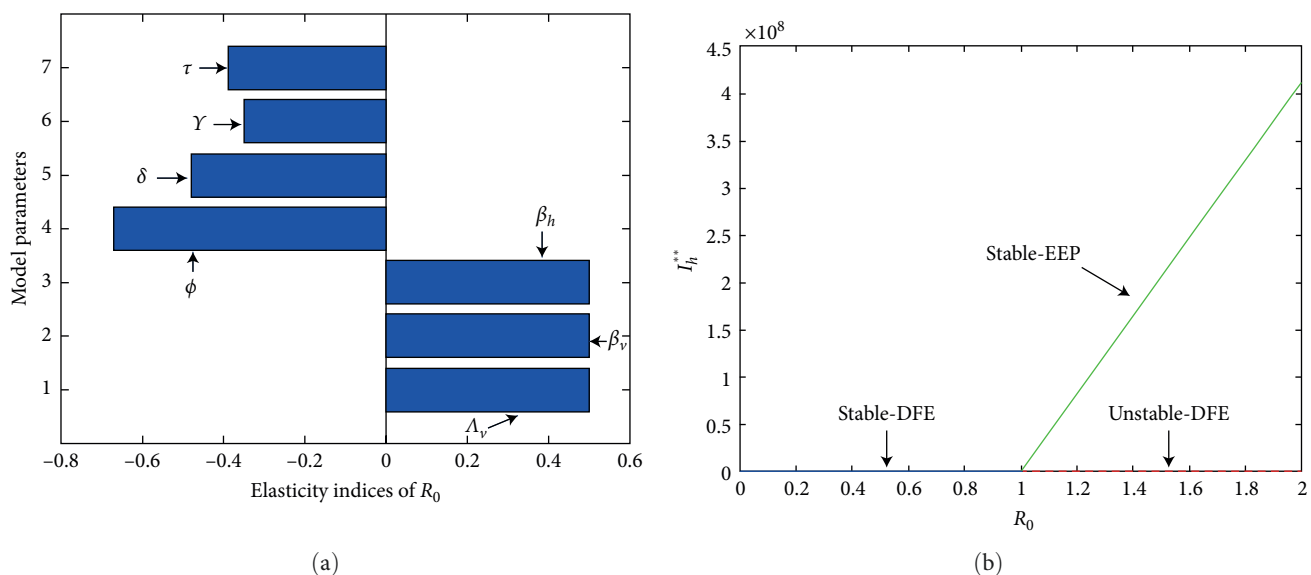 7
6
5
4
3
2
1
Model parameters
τ
ϒ
δ
ϕ
β_h
β_v
Λ_v
−0.8 −0.6 −0.4 −0.2 0 0.2 0.4 0.6
Elasticity indices of R_0
(a)
×10^8
4.5
4
3.5
3
2.5
2
1.5
1
0.5
0
I_h^**
Stable-EEP
Stable-DFE
Unstable-DFE
0 0.2 0.4 0.6 0.8 1 1.2 1.4 1.6 1.8 2
R_0
(b)